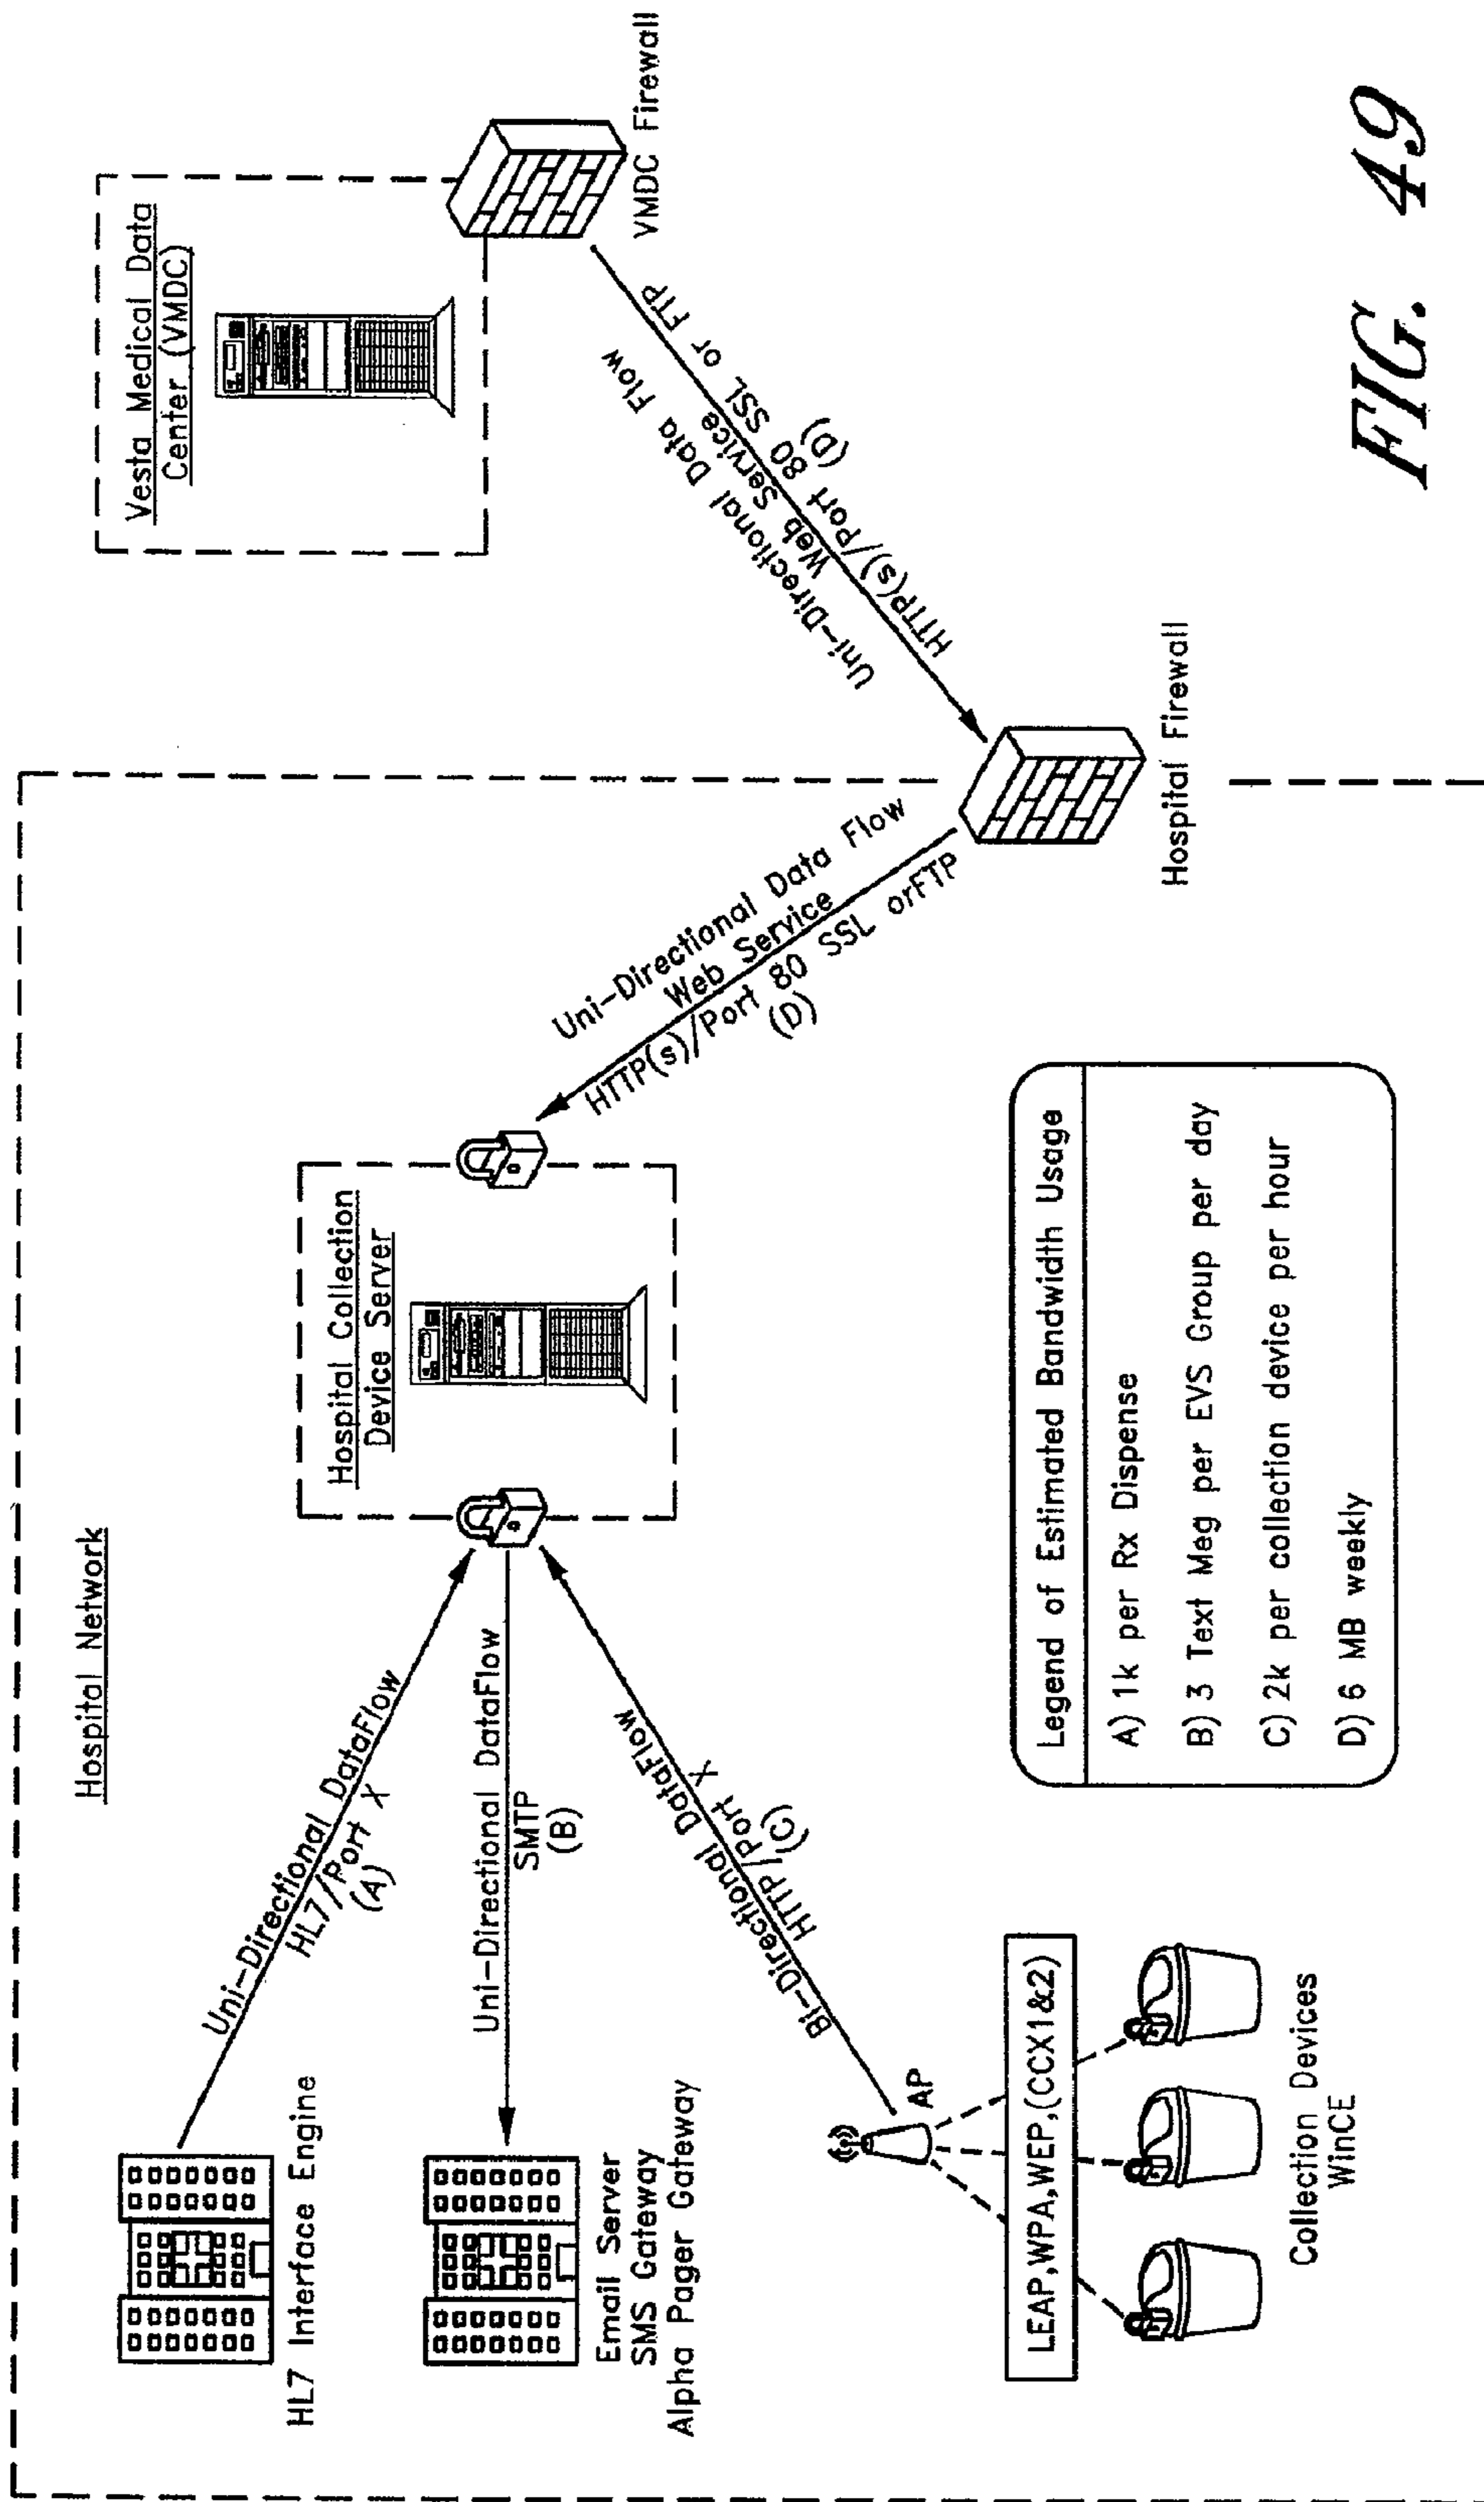 Hospital Network
HL7 Interface Engine
Uni-Directional DataFlow
HL7/Port X
(A)
Email Server
SMS Gateway
Alpha Pager Gateway
Uni-Directional DataFlow
SMTP
(B)
AP
Bi-Directional DataFlow
HTTP/Port X
(C)
LEAP,WPA,WEP,(CCX1&2)
Collection Devices
WinCE
Hospital Collection
Device Server
Uni-Directional Data Flow
Web Service
HTTP(s)/Port 80 SSL orFTP
(D)
Hospital Firewall
Vesta Medical Data
Center (VMDC)
VMDC Firewall
Uni-Directional Data Flow
Web Service
HTTP(s)/Port 80 SSL or FTP
(D)
Legend of Estimated Bandwidth Usage
A) 1k per Rx Dispense
B) 3 Text Meg per EVS Group per day
C) 2k per collection device per hour
D) 6 MB weekly
FIG. 49